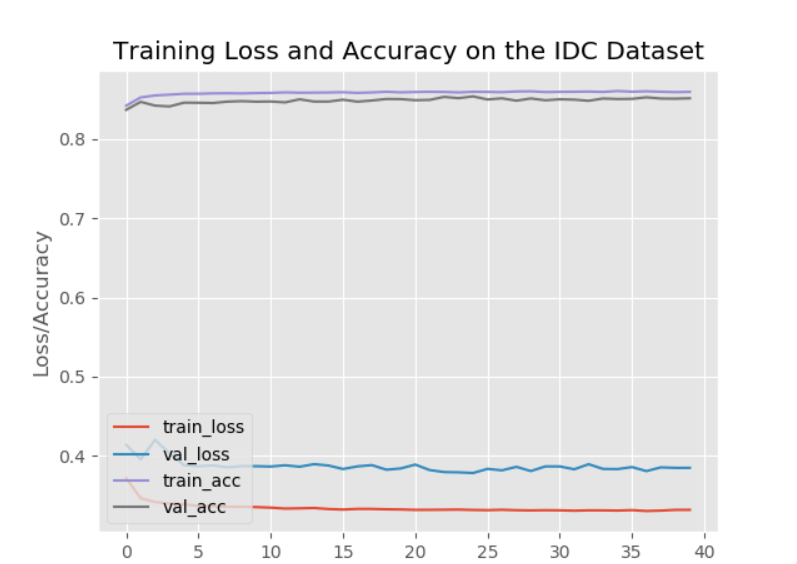 Training Loss and Accuracy on the IDC Dataset
0.8
0.7
0.6
0.5
0.4
Loss/Accuracy
train_loss
val_loss
train_acc
val_acc
0 5 10 15 20 25 30 35 40